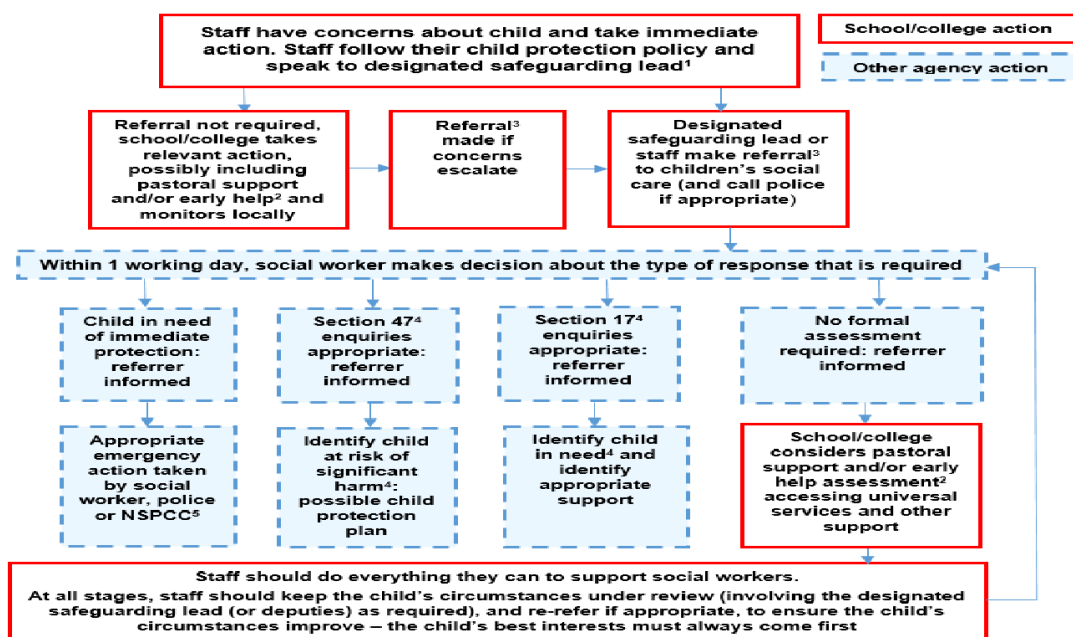 Staff have concerns about child and take immediate
action. Staff follow their child protection policy and
speak to designated safeguarding lead¹
School/college action
Other agency action
Referral not required,
school/college takes
relevant action,
possibly including
pastoral support
and/or early help² and
monitors locally
Referral³
made if
concerns
escalate
Designated
safeguarding lead or
staff make referral³
to children's social
care (and call police
if appropriate)
Within 1 working day, social worker makes decision about the type of response that is required
Child in need
of immediate
protection:
referrer
informed
Section 47⁴
enquiries
appropriate:
referrer
informed
Section 17⁴
enquiries
appropriate:
referrer
informed
No formal
assessment
required: referrer
informed
Appropriate
emergency
action taken
by social
worker, police
or NSPCC⁵
Identify child
at risk of
significant
harm⁴:
possible child
protection
plan
Identify child
in need⁴ and
identify
appropriate
support
School/college
considers pastoral
support and/or early
help assessment²
accessing universal
services and other
support
Staff should do everything they can to support social workers.
At all stages, staff should keep the child's circumstances under review (involving the designated
safeguarding lead (or deputies) as required), and re-refer if appropriate, to ensure the child's
circumstances improve – the child's best interests must always come first